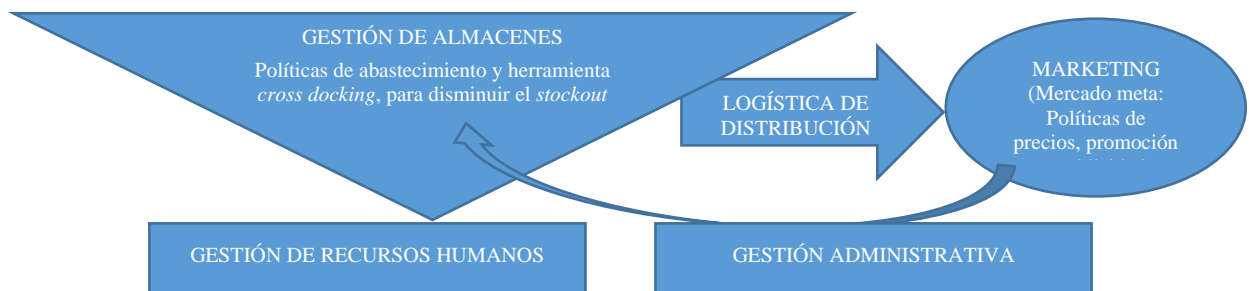 GESTIÓN DE ALMACENES
Políticas de abastecimiento y herramienta
cross docking, para disminuir el stockout
LOGÍSTICA DE
DISTRIBUCIÓN
MARKETING
(Mercado meta:
Políticas de
precios, promoción
GESTIÓN DE RECURSOS HUMANOS
GESTIÓN ADMINISTRATIVA